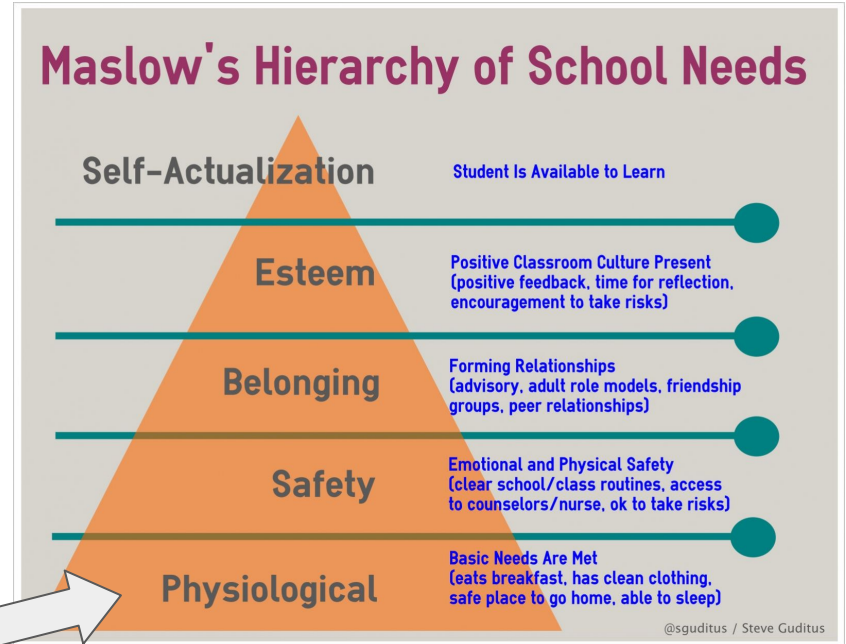 Maslow's Hierarchy of School Needs
Self-Actualization
Student Is Available to Learn
Esteem
Positive Classroom Culture Present
(positive feedback, time for reflection,
encouragement to take risks)
Belonging
Forming Relationships
(advisory, adult role models, friendship
groups, peer relationships)
Safety
Emotional and Physical Safety
(clear school/class routines, access
to counselors/nurse, ok to take risks)
Physiological
Basic Needs Are Met
(eats breakfast, has clean clothing,
safe place to go home, able to sleep)
@sguditus / Steve Guditus